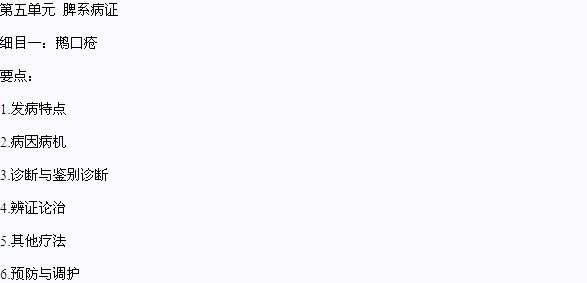 第五单元 脾系病证
细目一：鹅口疮
要点：
1.发病特点
2.病因病机
3.诊断与鉴别诊断
4.辨证论治
5.其他疗法
6.预防与调护